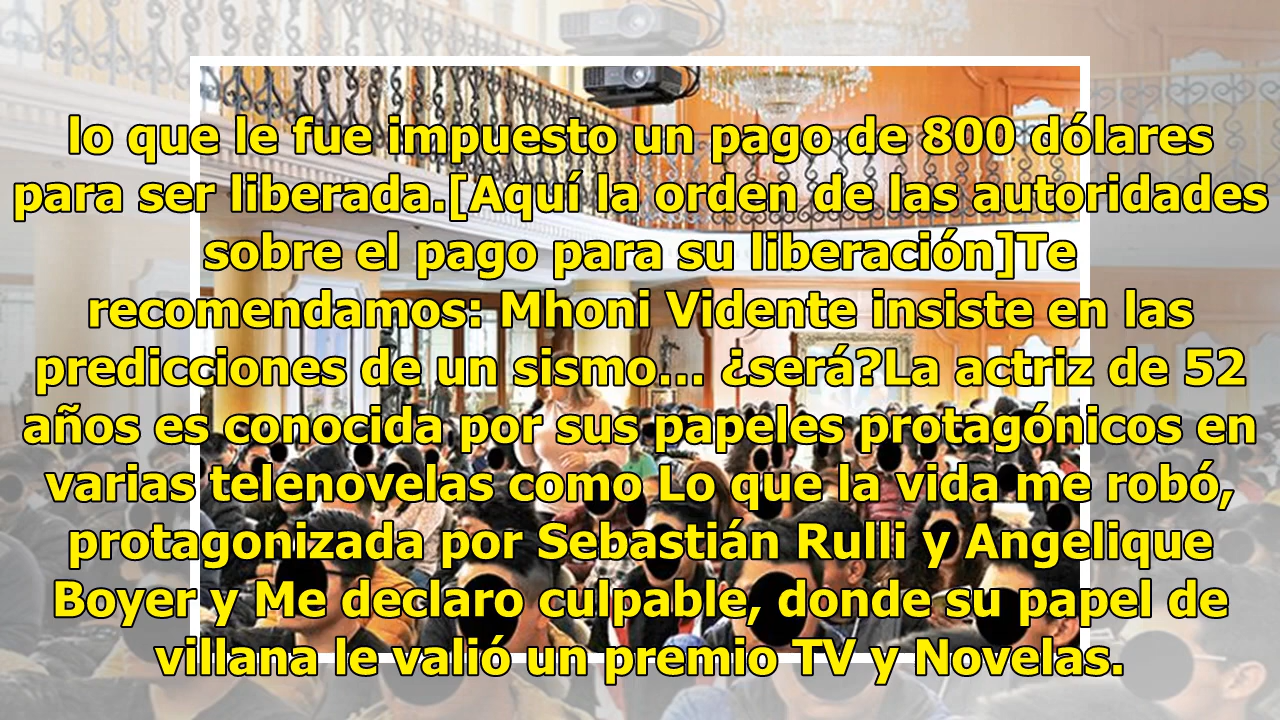 lo que le fue impuesto un pago de 800 dólares
para ser liberada.[Aquí la orden de las autoridades
sobre el pago para su liberación]Te
recomendamos: Mhoni Vidente insiste en las
predicciones de un sismo... ¿será?La actriz de 52
años es conocida por sus papeles protagónicos en
varias telenovelas como Lo que la vida me robó,
protagonizada por Sebastián Rulli y Angelique
Boyer y Me declaro culpable, donde su papel de
villana le valió un premio TV y Novelas.